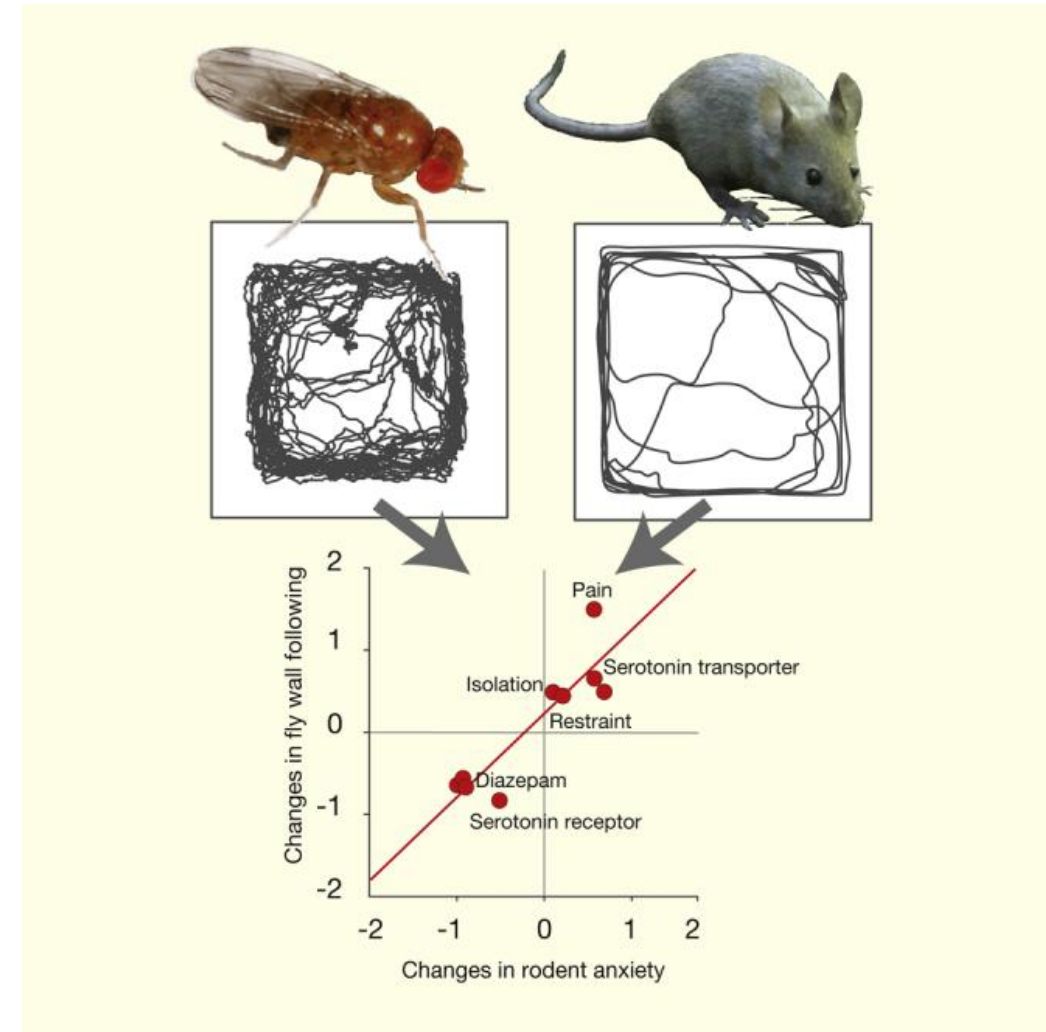 2
1
0
-1
-2
Changes in fly wall following
Pain
Serotonin transporter
Isolation
Restraint
Diazepam
Serotonin receptor
-2 -1 0 1 2
Changes in rodent anxiety